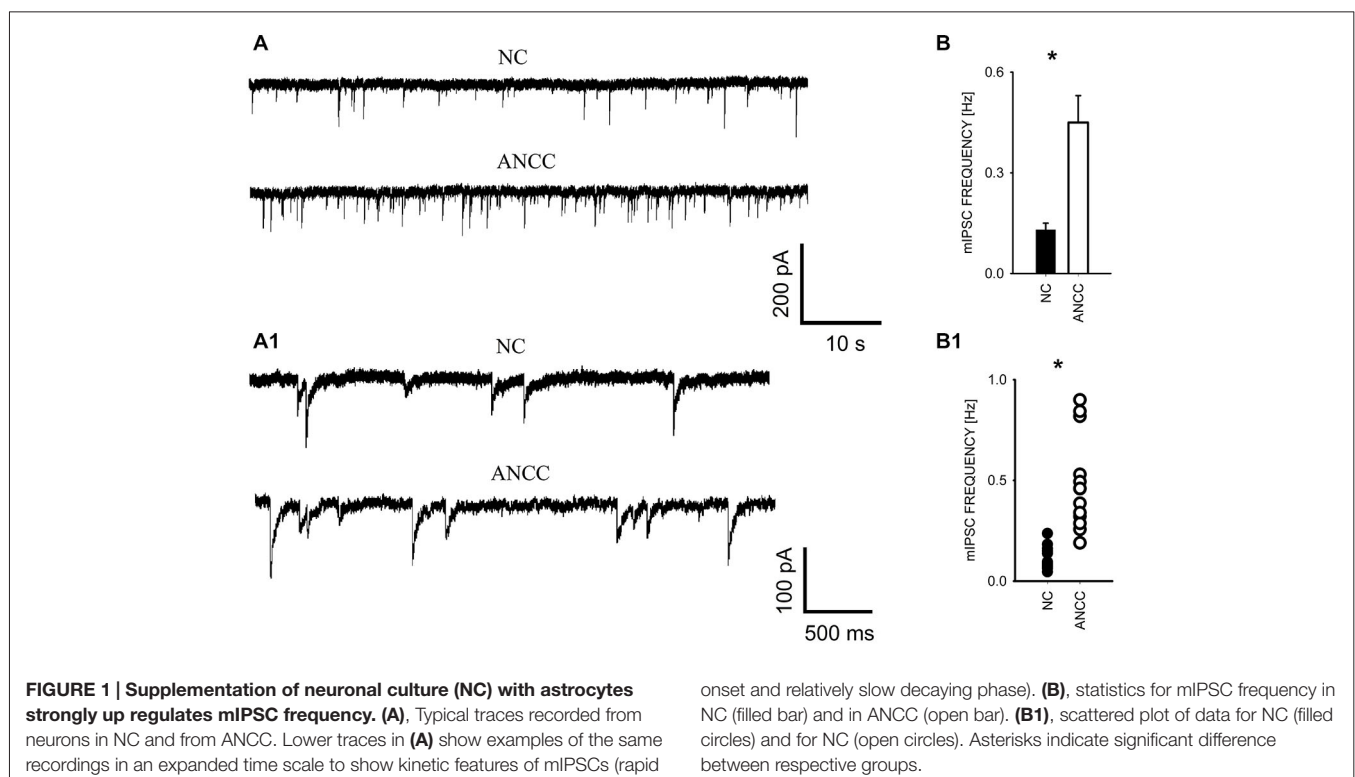 A
NC
ANCC
200 pA
10 s
A1
NC
ANCC
100 pA
500 ms
B
*
mIPSC FREQUENCY [Hz]
0.6
0.3
0.0
NC
ANCC
B1
*
mIPSC FREQUENCY [Hz]
1.0
0.5
0.0
NC
ANCC
FIGURE 1 | Supplementation of neuronal culture (NC) with astrocytes
strongly up regulates mIPSC frequency. (A), Typical traces recorded from
neurons in NC and from ANCC. Lower traces in (A) show examples of the same
recordings in an expanded time scale to show kinetic features of mIPSCs (rapid
onset and relatively slow decaying phase). (B), statistics for mIPSC frequency in
NC (filled bar) and in ANCC (open bar). (B1), scattered plot of data for NC (filled
circles) and for NC (open circles). Asterisks indicate significant difference
between respective groups.